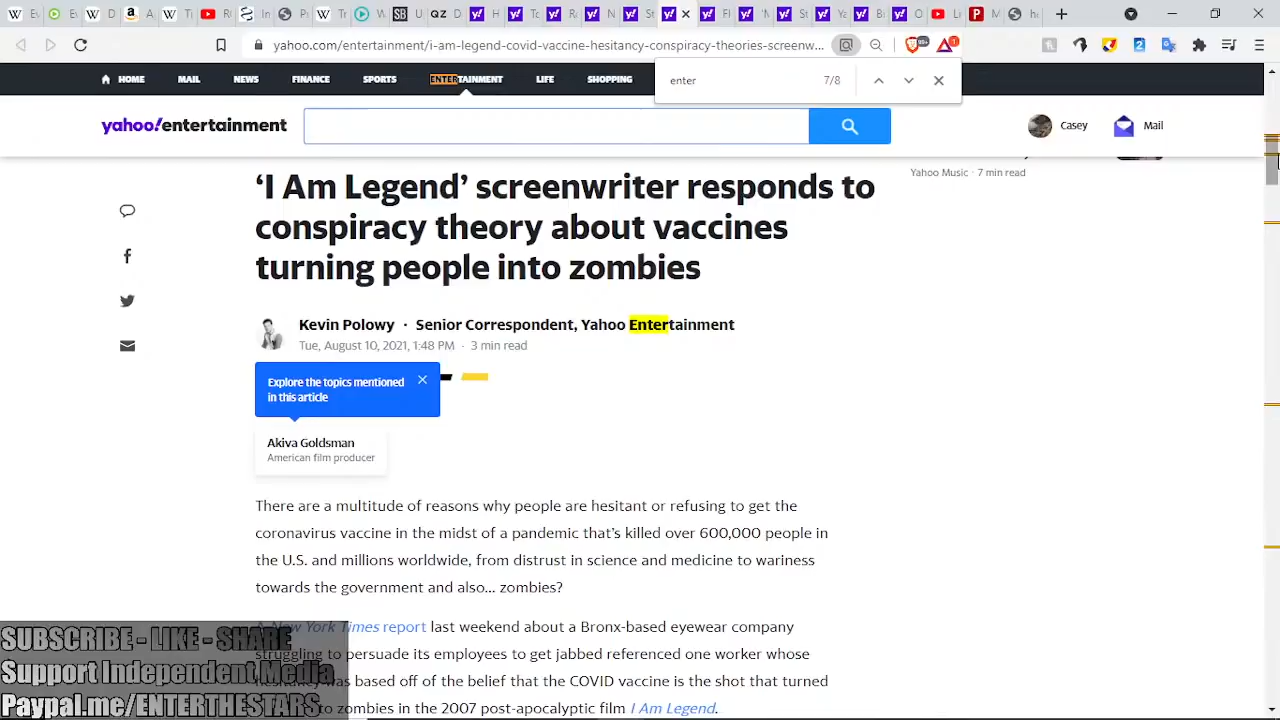 yahoo.com/entertainment/i-am-legend-covid-vaccine-hesitancy-conspiracy-theories-screenw...
HOME MAIL NEWS FINANCE SPORTS ENTERTAINMENT LIFE SHOPPING
enter 7/8
yahoo!entertainment
Casey Mail
Yahoo Music · 7 min read
‘I Am Legend’ screenwriter responds to
conspiracy theory about vaccines
turning people into zombies
Kevin Polowy · Senior Correspondent, Yahoo Entertainment
Tue, August 10, 2021, 1:48 PM · 3 min read
Explore the topics mentioned
in this article
Akiva Goldsman
American film producer
There are a multitude of reasons why people are hesitant or refusing to get the
coronavirus vaccine in the midst of a pandemic that's killed over 600,000 people in
the U.S. and millions worldwide, from distrust in science and medicine to wariness
towards the government and also... zombies?
New York Times report last weekend about a Bronx-based eyewear company
struggling to persuade its employees to get jabbed referenced one worker whose
was based off of the belief that the COVID vaccine is the shot that turned
to zombies in the 2007 post-apocalyptic film I Am Legend.
SUBSCRIBE - LIKE - SHARE
Support Independent Media
Paypal.me/ENTERTHESTARS